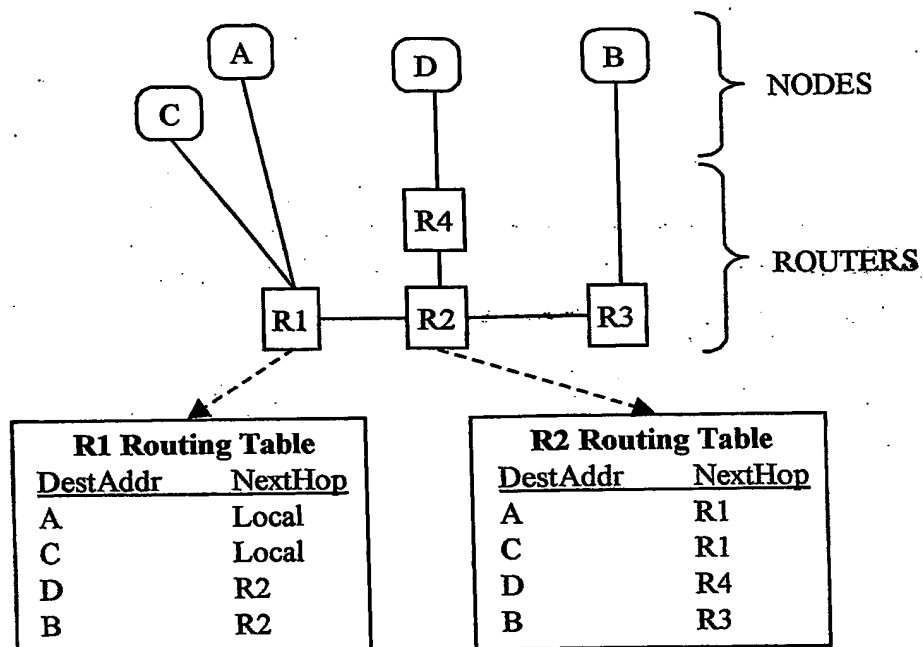 A
D
B
C
NODES
R4
ROUTERS
R1
R2
R3
R1 Routing Table
DestAddr NextHop
A Local
C Local
D R2
B R2
R2 Routing Table
DestAddr NextHop
A R1
C R1
D R4
B R3